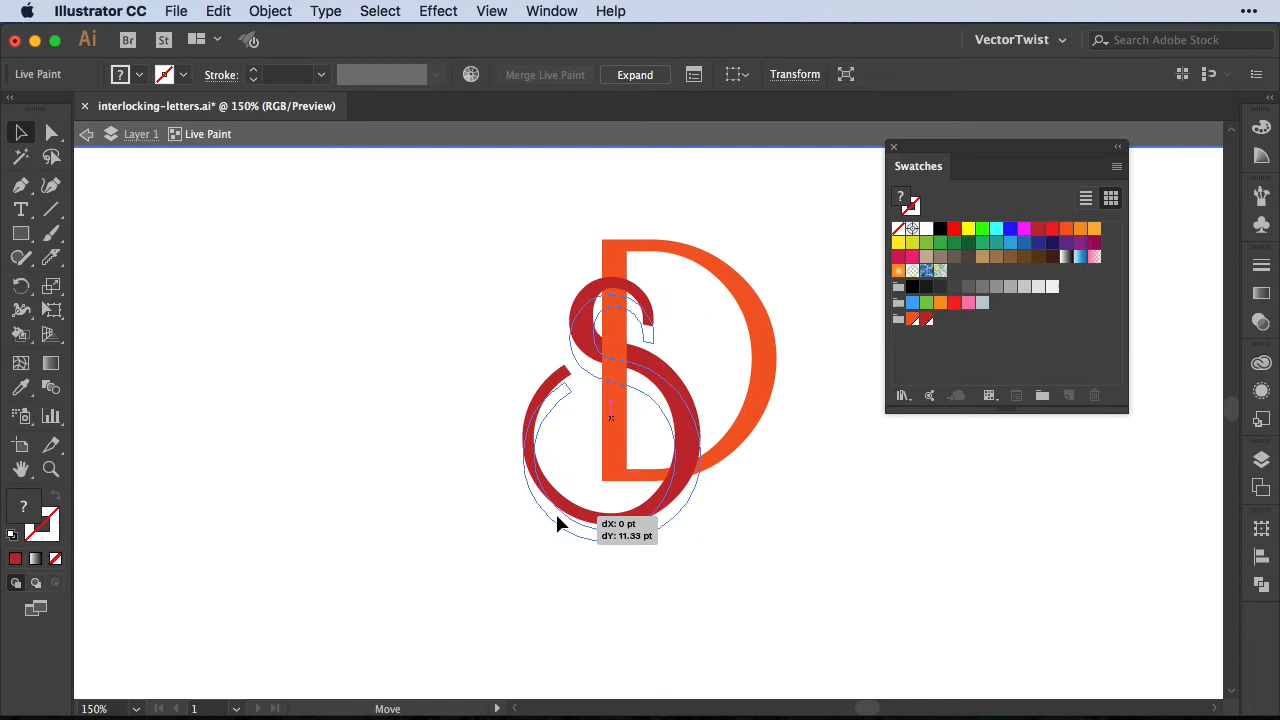 Illustrator CC File Edit Object Type Select Effect View Window Help
Ai Br St VectorTwist Search Adobe Stock
Live Paint ? Stroke: Merge Live Paint Expand Transform
interlocking-letters.ai* @ 150% (RGB/Preview)
Layer 1 Live Paint
Swatches
?
D
S
dX: 0 pt
dY: 11.33 pt
?
150% 1 Move